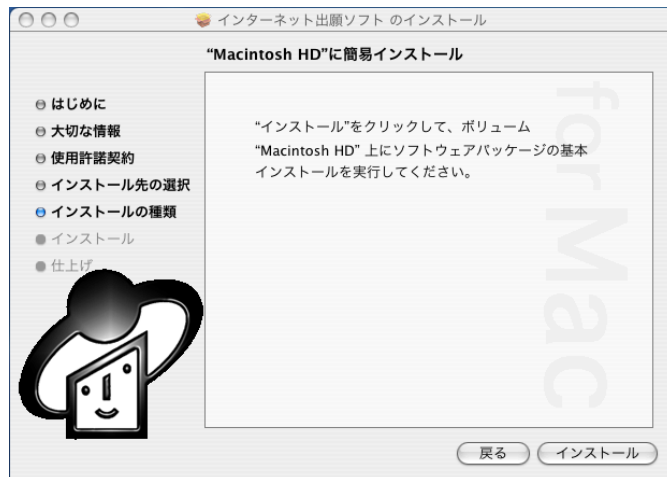 インターネット出願ソフト のインストール
“Macintosh HD”に簡易インストール
はじめに
大切な情報
使用許諾契約
インストール先の選択
インストールの種類
インストール
仕上げ
“インストール”をクリックして、ボリューム
“Macintosh HD” 上にソフトウェアパッケージの基本
インストールを実行してください。
for Mac
戻る
インストール